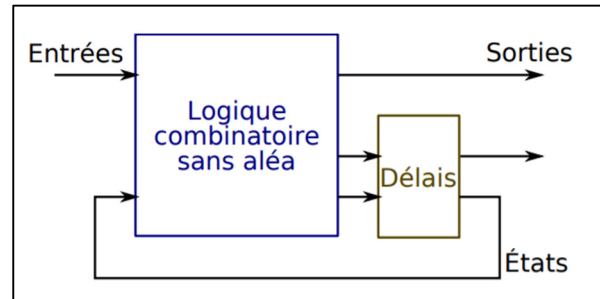 Entrées
Sorties
Logique
combinatoire
sans aléa
Délais
États